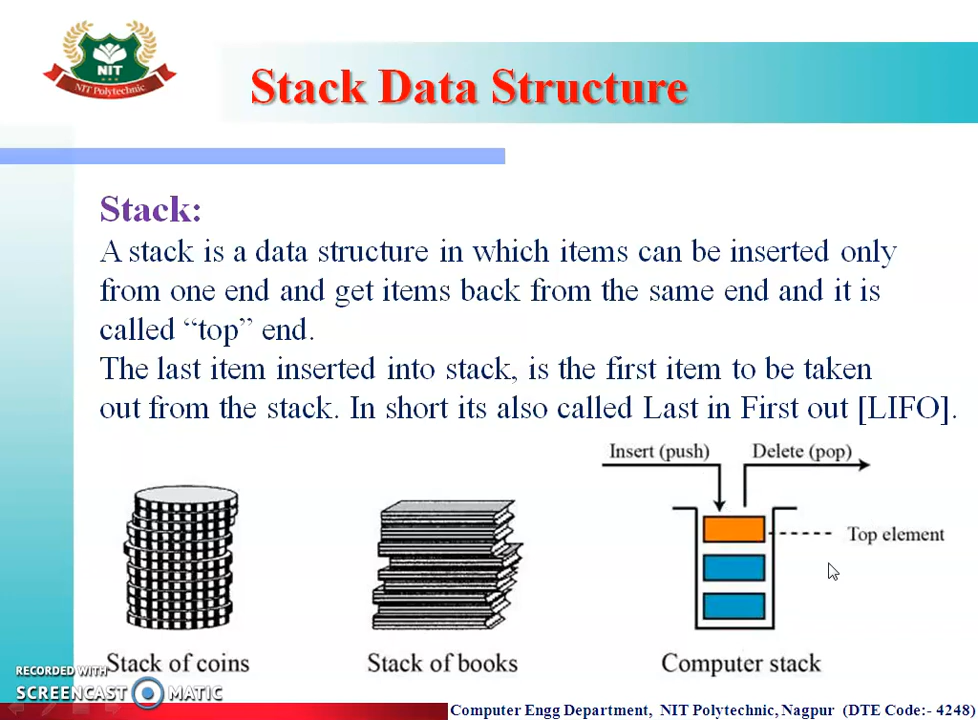 NIT
NIT Polytechnic
Stack Data Structure
Stack:
A stack is a data structure in which items can be inserted only
from one end and get items back from the same end and it is
called “top” end.
The last item inserted into stack, is the first item to be taken
out from the stack. In short its also called Last in First out [LIFO].
Insert (push)
Delete (pop)
Top element
Stack of coins
Stack of books
Computer stack
RECORDED WITH
SCREENCAST MATIC
Computer Engg Department, NIT Polytechnic, Nagpur (DTE Code:- 4248)